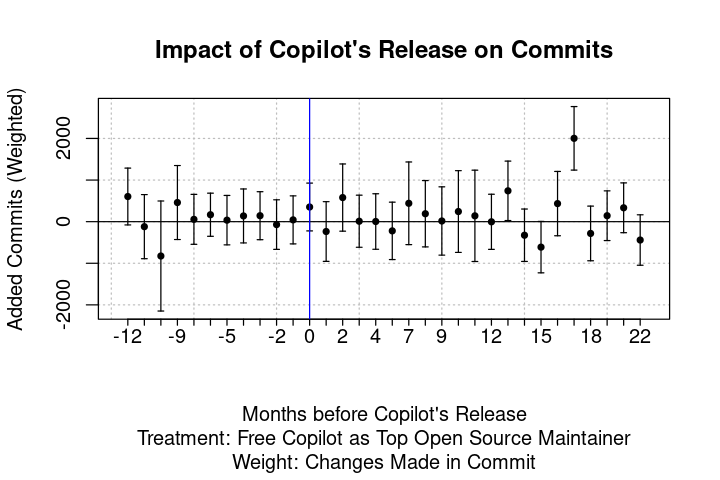 Impact of Copilot's Release on Commits
Added Commits (Weighted)
2000
0
-2000
-12 -9 -5 -2 0 2 4 7 9 12 15 18 22
Months before Copilot's Release
Treatment: Free Copilot as Top Open Source Maintainer
Weight: Changes Made in Commit